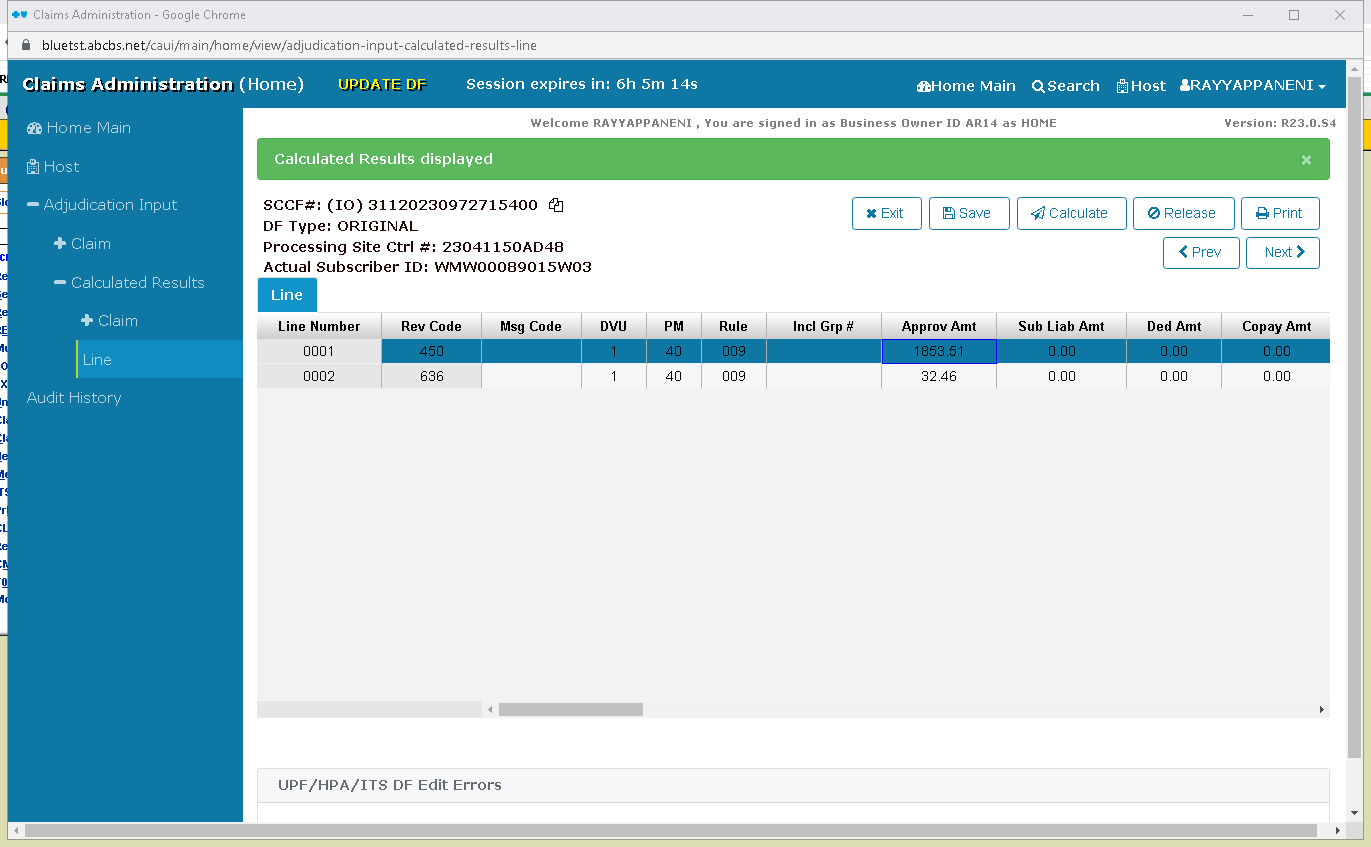 Claims Administration - Google Chrome
bluetst.abcbs.net/caui/main/home/view/adjudication-input-calculated-results-line
Claims Administration (Home) UPDATE DF Session expires in: 6h 5m 14s Home Main Search Host RAYYAPPANENI
Welcome RAYYAPPANENI , You are signed in as Business Owner ID AR14 as HOME Version: R23.0.S4
Home Main
Host
Adjudication Input
Claim
Calculated Results
Claim
Line
Audit History
Calculated Results displayed ×
SCCF#: (IO) 31120230972715400
DF Type: ORIGINAL
Processing Site Ctrl #: 23041150AD48
Actual Subscriber ID: WMW00089015W03
Exit Save Calculate Release Print
Prev Next
Line
Line Number Rev Code Msg Code DVU PM Rule Incl Grp # Approv Amt Sub Liab Amt Ded Amt Copay Amt
0001 450 1 40 009 1853.51 0.00 0.00 0.00
0002 636 1 40 009 32.46 0.00 0.00 0.00
UPF/HPA/ITS DF Edit Errors